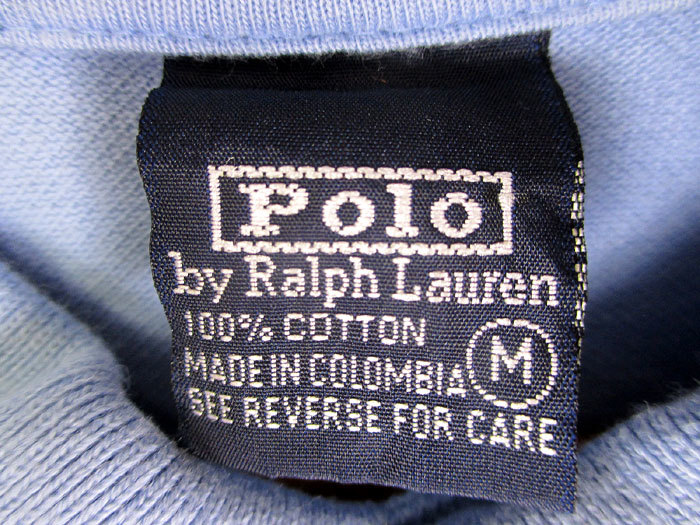 Polo
by Ralph Lauren
100% COTTON
MADE IN COLOMBIA
SEE REVERSE FOR CARE
M